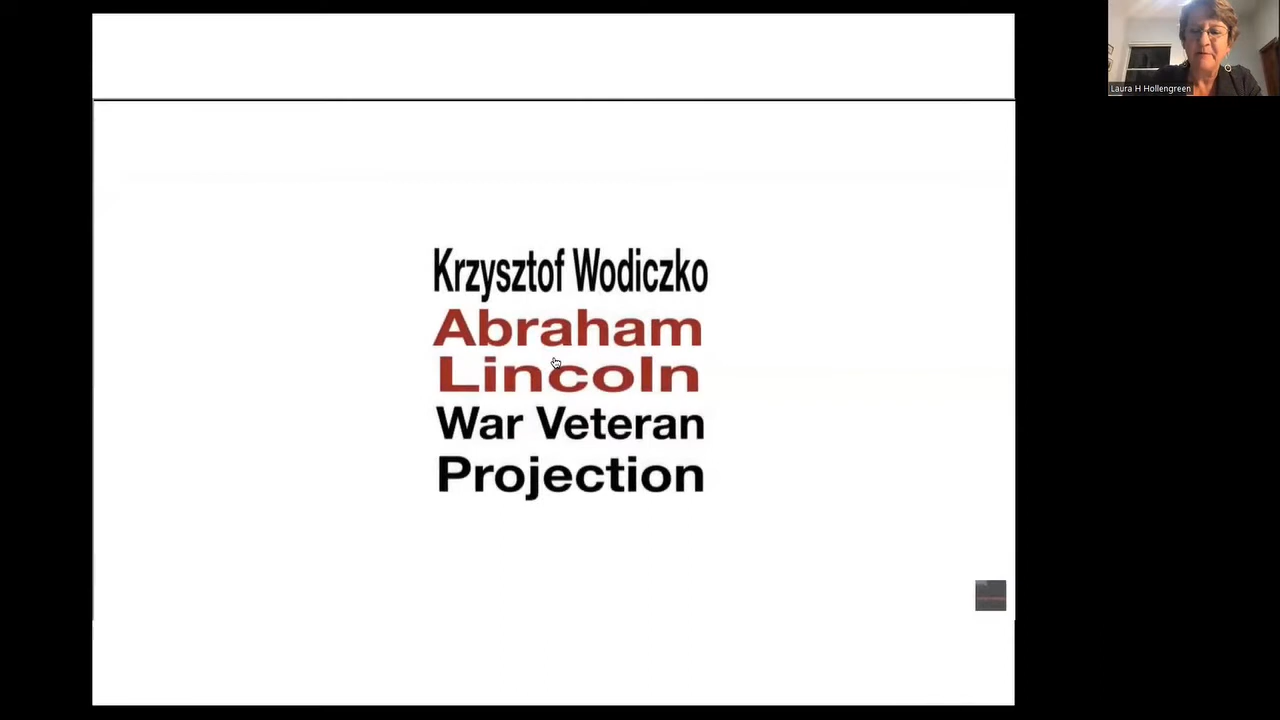 Krzysztof Wodiczko
Abraham
Lincoln
War Veteran
Projection
Laura H Hollengreen